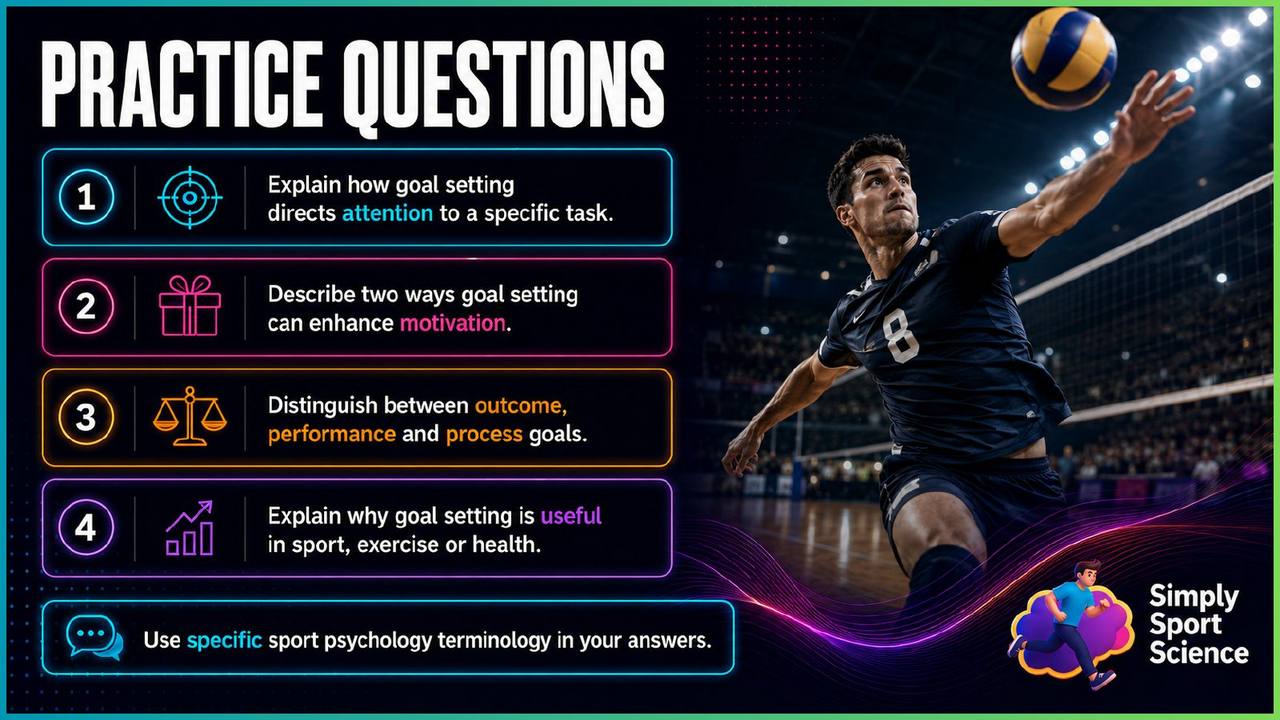 PRACTICE QUESTIONS
1
Explain how goal setting
directs attention to a specific task.
2
Describe two ways goal setting
can enhance motivation.
3
Distinguish between outcome,
performance and process goals.
4
Explain why goal setting is useful
in sport, exercise or health.
Use specific sport psychology terminology in your answers.
8
Simply
Sport
Science